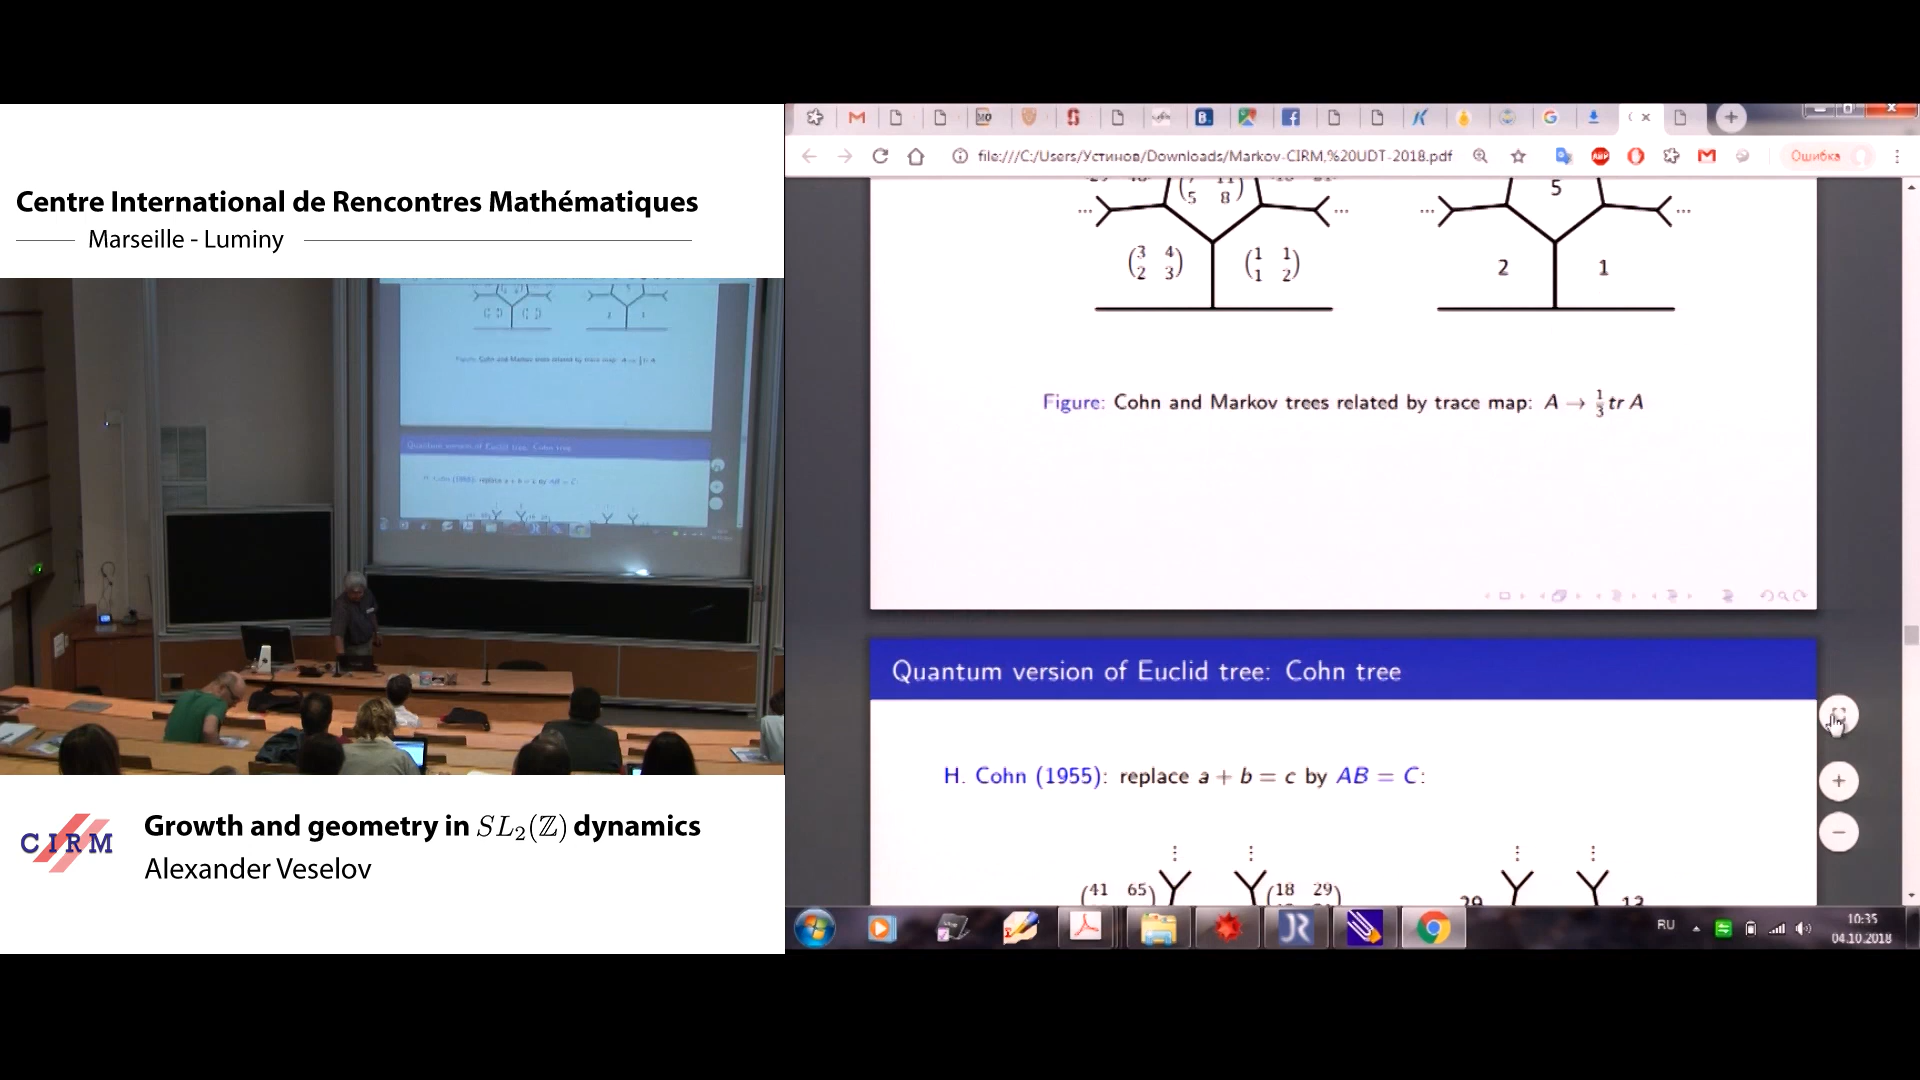 Centre International de Rencontres Mathématiques
Marseille - Luminy
Growth and geometry in SL₂(ℤ) dynamics
Alexander Veselov
CIRM
file:///C:/Users/Устинов/Downloads/Markov-CIRM,%20UDT-2018.pdf
Ошибка
5 8
5
(3 4
2 3)
(1 1
1 2)
2 1
Figure: Cohn and Markov trees related by trace map: A → 1/3 tr A
Quantum version of Euclid tree: Cohn tree
H. Cohn (1955): replace a + b = c by AB = C:
(41 65)
(18 29)
29
13
RU
10:35
04.10.2018